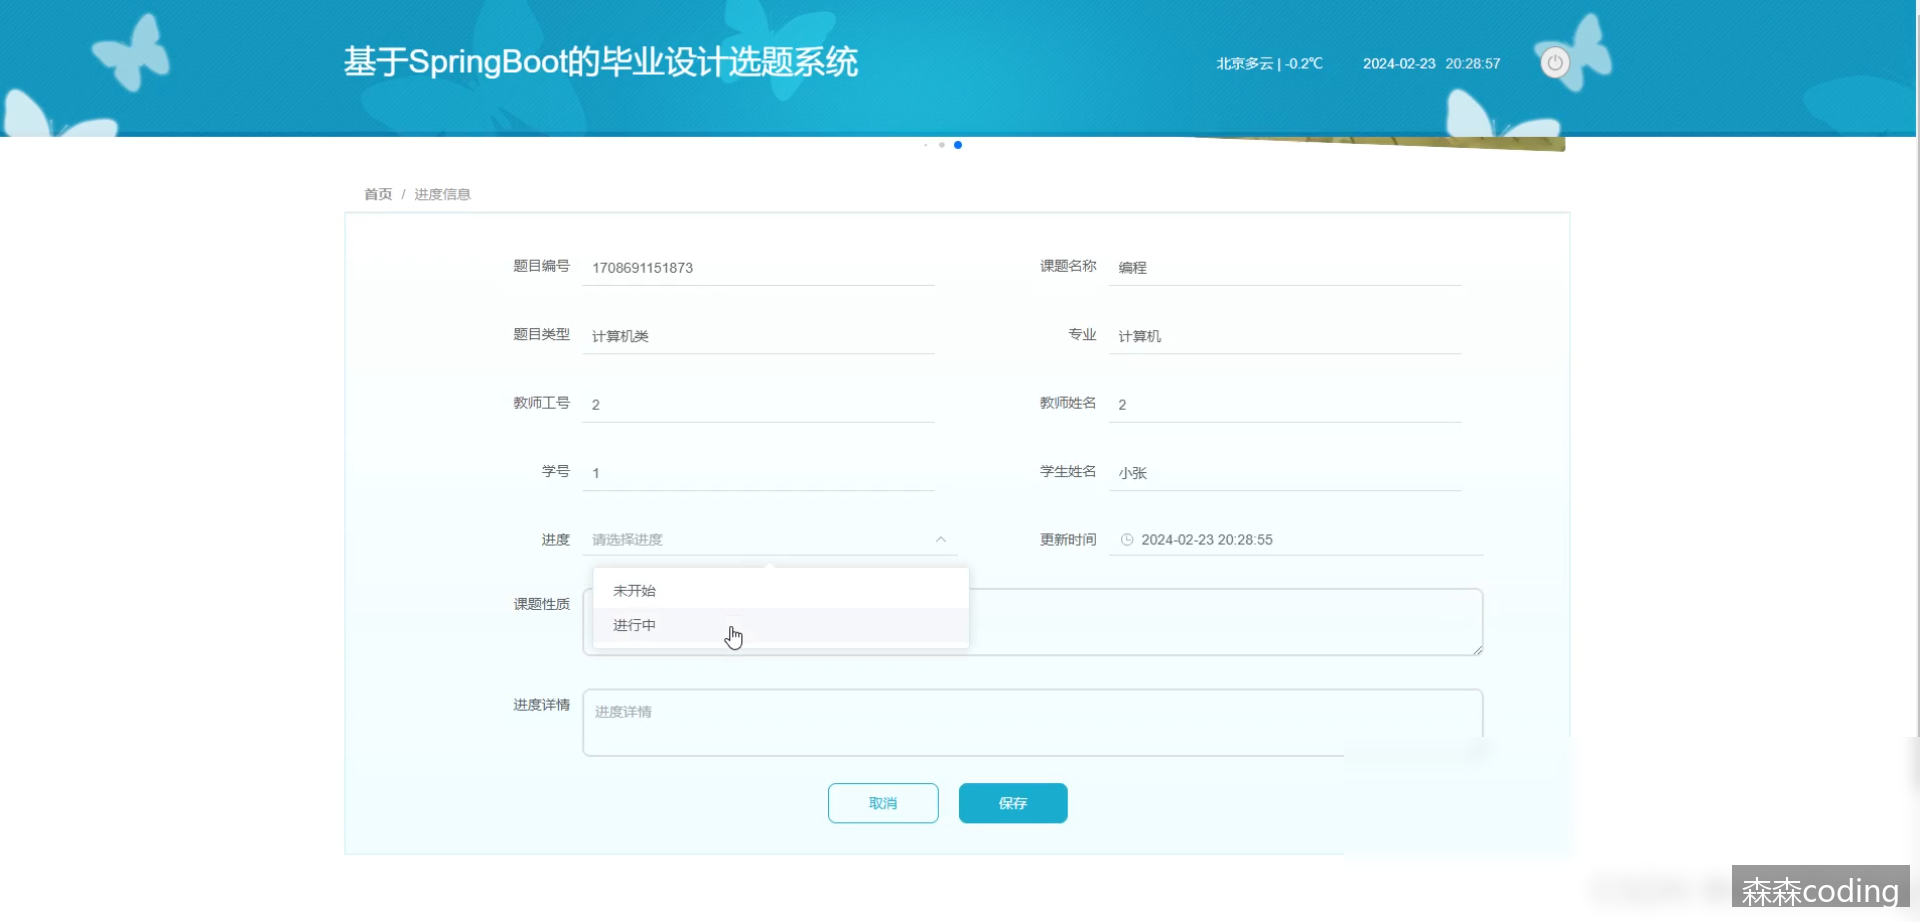 基于SpringBoot的毕业设计选题系统
北京多云 | -0.2℃ 2024-02-23 20:28:57
首页 / 进度信息
题目编号 1708691151873 课题名称 编程
题目类型 计算机类 专业 计算机
教师工号 2 教师姓名 2
学号 1 学生姓名 小张
进度 请选择进度 更新时间 2024-02-23 20:28:55
未开始
课题性质
进行中
进度详情 进度详情
取消 保存
森森coding